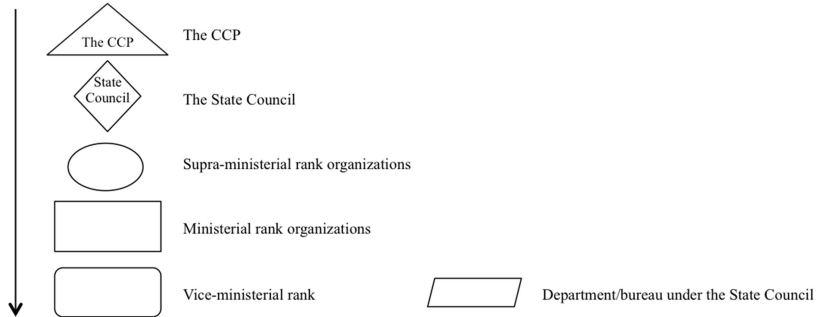 The CCP
The CCP
State
Council
The State Council
Supra-ministerial rank organizations
Ministerial rank organizations
Vice-ministerial rank
Department/bureau under the State Council